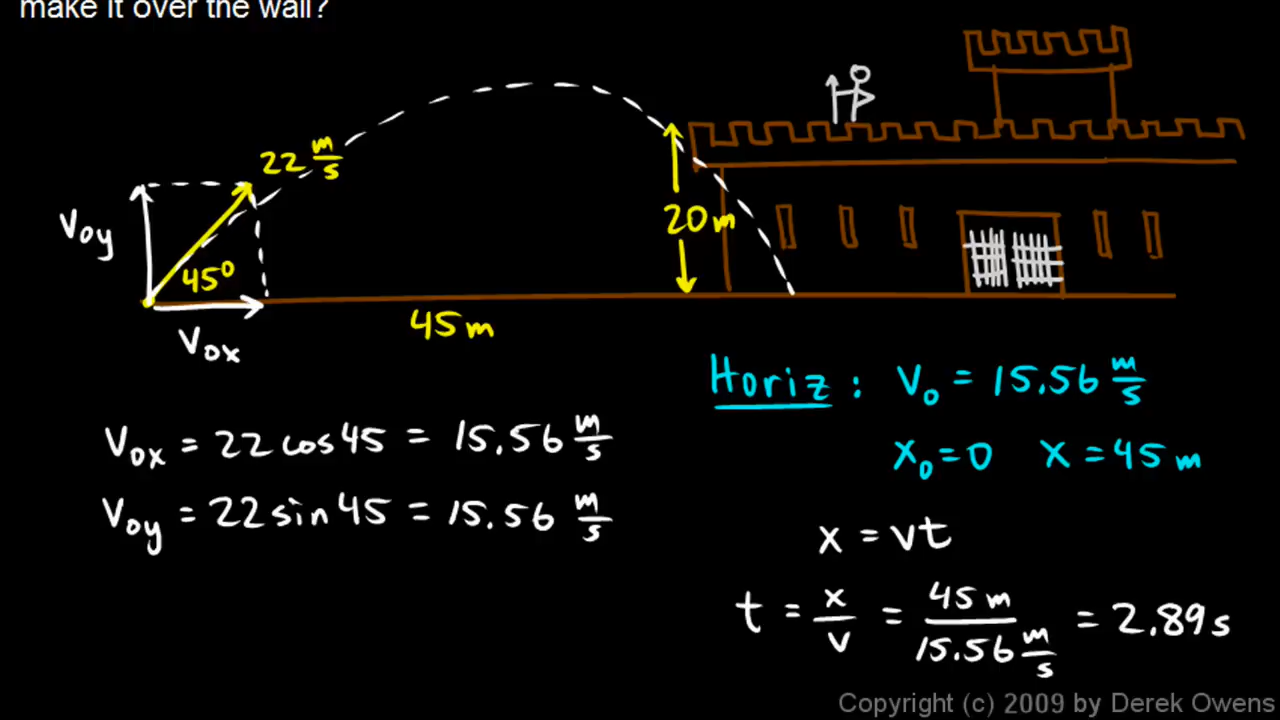 make it over the wall?
22 m/s
Voy
45°
Vox
45 m
20 m
Horiz : V₀ = 15.56 m/s
X₀ = 0 X = 45 m
Vox = 22 cos 45 = 15.56 m/s
Voy = 22 sin 45 = 15.56 m/s
x = vt
t = x/v = 45 m / 15.56 m/s = 2.89 s
Copyright (c) 2009 by Derek Owens